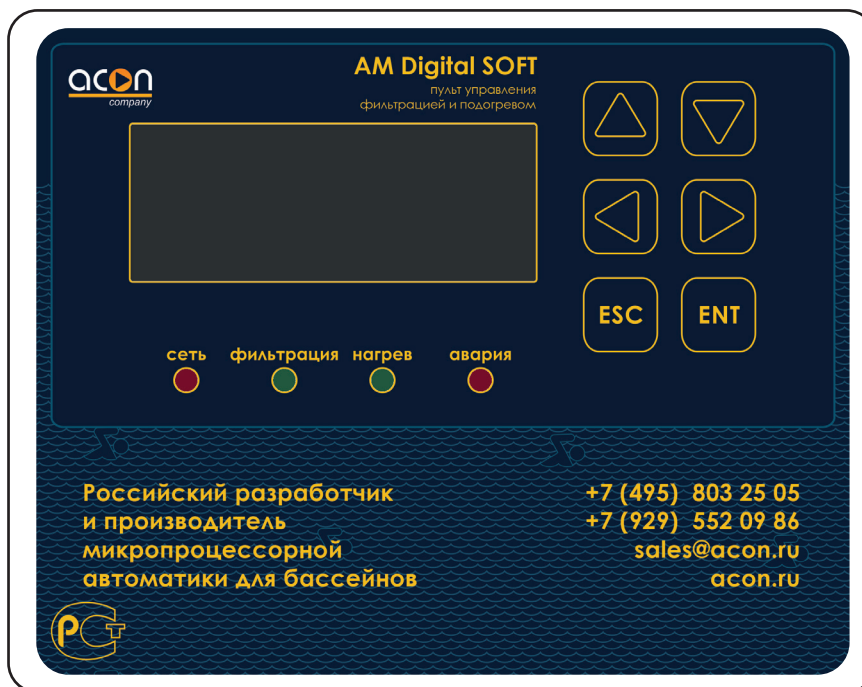 acon
company
AM Digital SOFT
пульт управления
фильтрацией и подогревом
ESC
ENT
сеть
фильтрация
нагрев
авария
Российский разработчик
и производитель
микропроцессорной
автоматики для бассейнов
+7 (495) 803 25 05
+7 (929) 552 09 86
sales@acon.ru
acon.ru
РСТ